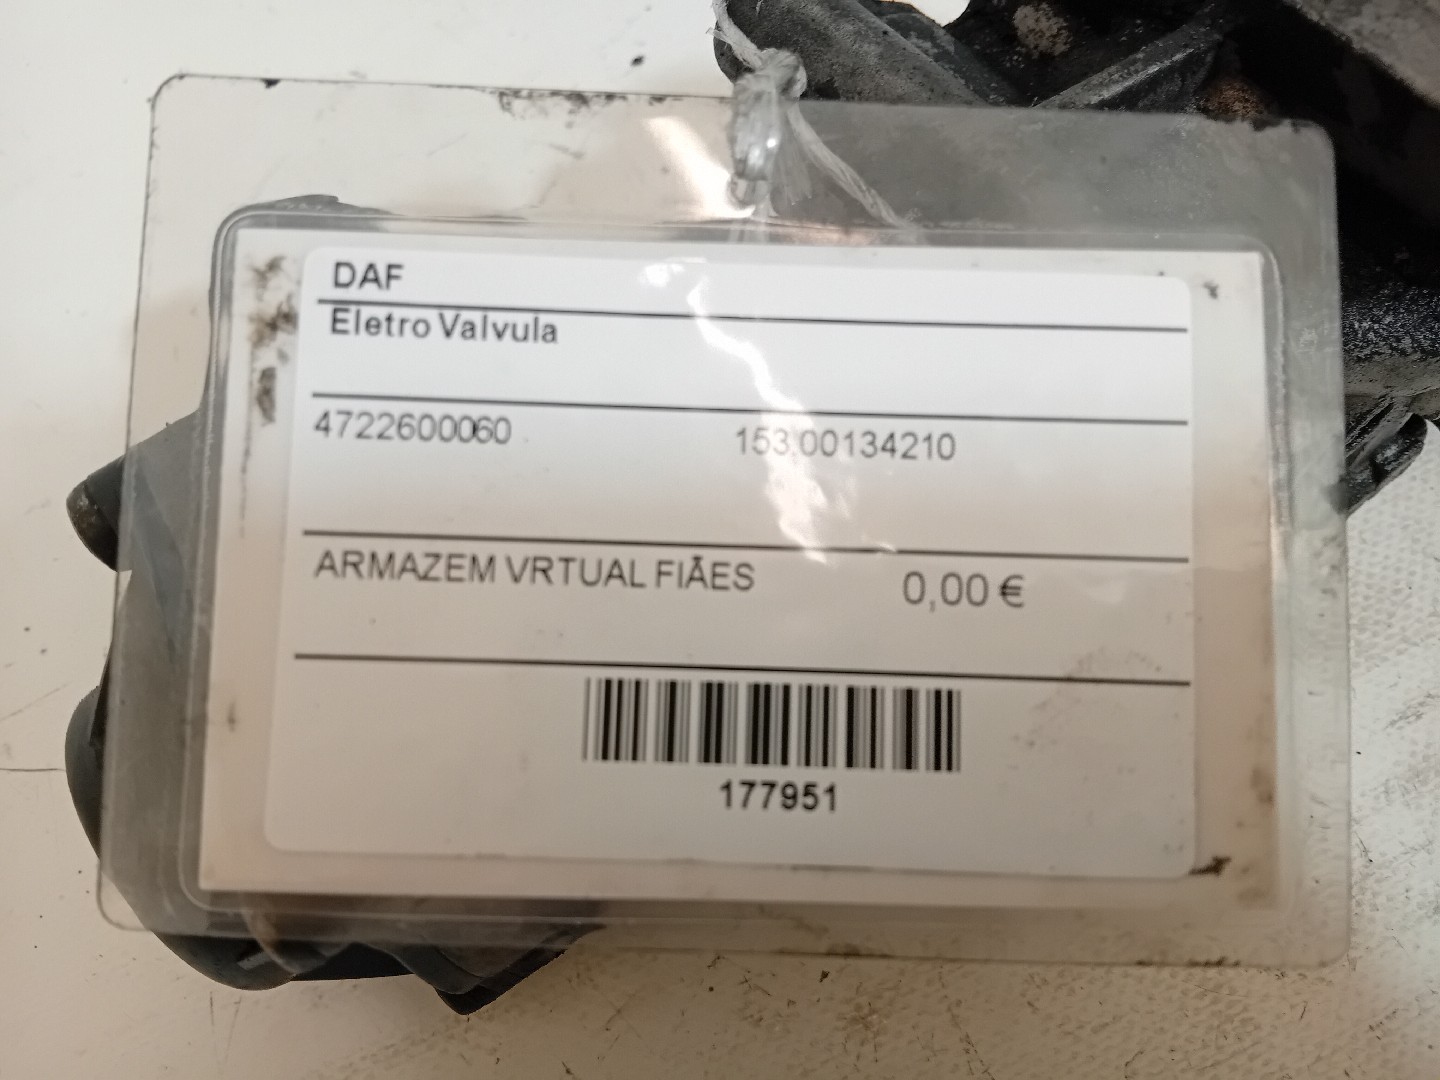 DAF
Eletro Valvula
4722600060 153.00134210
ARMAZEM VRTUAL FIÃES 0,00 €
177951